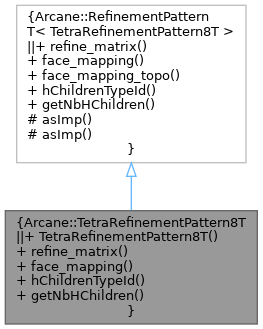 {Arcane::RefinementPattern
T< TetraRefinementPattern8T >
||+ refine_matrix()
+ face_mapping()
+ face_mapping_topo()
+ hChildrenTypeId()
+ getNbHChildren()
# asImp()
# asImp()
}
{Arcane::TetraRefinementPattern8T
||+ TetraRefinementPattern8T()
+ refine_matrix()
+ face_mapping()
+ hChildrenTypeId()
+ getNbHChildren()
}